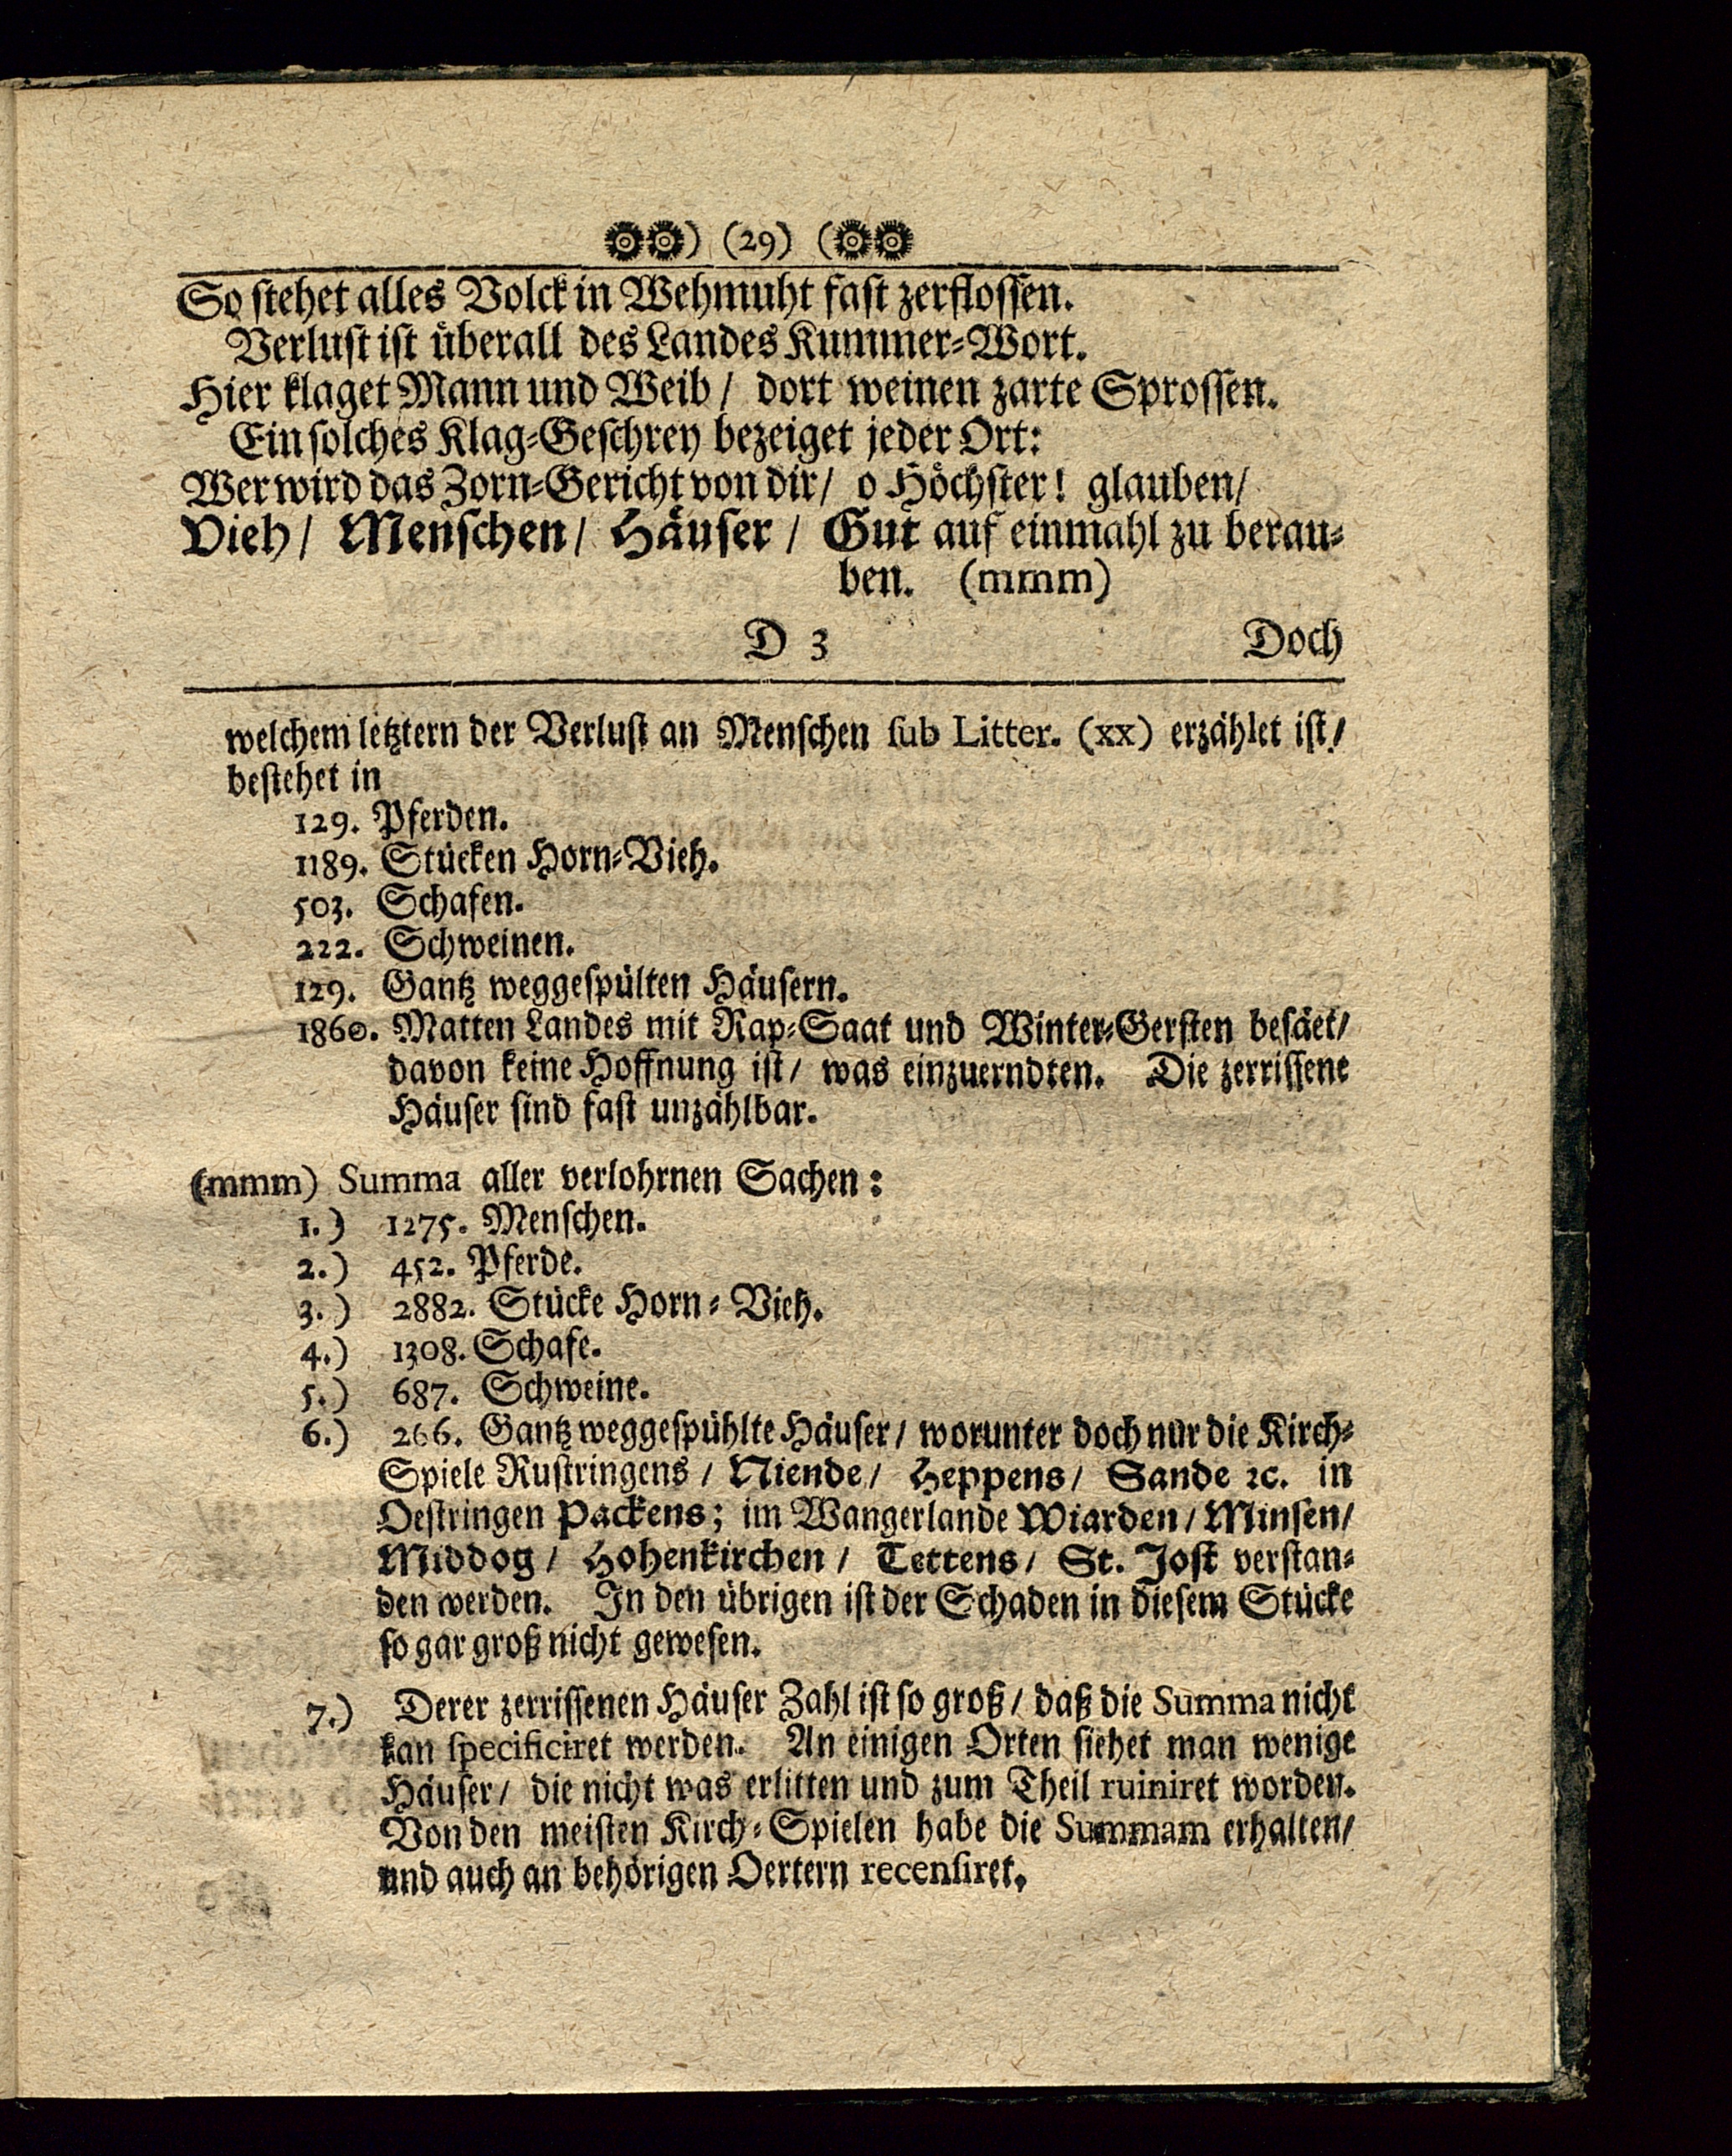 ) (29) (
So stehet alles Volck in Wehmuht fast zerflossen.
Verlust ist überall des Landes Kummer-Wort.
Hier klaget Mann und Weib / dort weinen zarte Sprossen.
Ein solches Klag-Geschrey bezeiget jeder Ort:
Wer wird das Zorn-Gericht von dir / o Höchster! glauben /
Vieh / Menschen / Häuser / Gut auf einmahl zu berau-
ben. (mmm)
D 3 Doch
welchem letztern der Verlust an Menschen sub Litter. (xx) erzählet ist /
bestehet in
129. Pferden.
1189. Stücken Horn-Vieh.
503. Schafen.
222. Schweinen.
129. Gantz weggespülten Häusern.
1860. Matten Landes mit Rap-Saat und Winter-Gersten besäet /
davon keine Hoffnung ist / was einzuerndten. Die zerrissene
Häuser sind fast unzählbar.
(mmm) Summa aller verlohrnen Sachen:
1.) 1275. Menschen.
2.) 452. Pferde.
3.) 2882. Stücke Horn-Vieh.
4.) 1308. Schafe.
5.) 687. Schweine.
6.) 266. Gantz weggespühlte Häuser / worunter doch nur die Kirch-
Spiele Rustringens / Niende / Heppens / Sande ꝛc. in
Oestringen Packens; im Wangerlande Wiarden / Minsen /
Middog / Hohenkirchen / Tettens / St. Jost verstan-
den werden. In den übrigen ist der Schaden in diesem Stücke
so gar groß nicht gewesen.
7.) Derer zerrissenen Häuser Zahl ist so groß / daß die Summa nicht
kan specificiret werden. An einigen Orten siehet man wenige
Häuser / die nicht was erlitten und zum Theil ruiniret worden.
Von den meisten Kirch-Spielen habe die Summam erhalten /
und auch an behörigen Oertern recensiret.